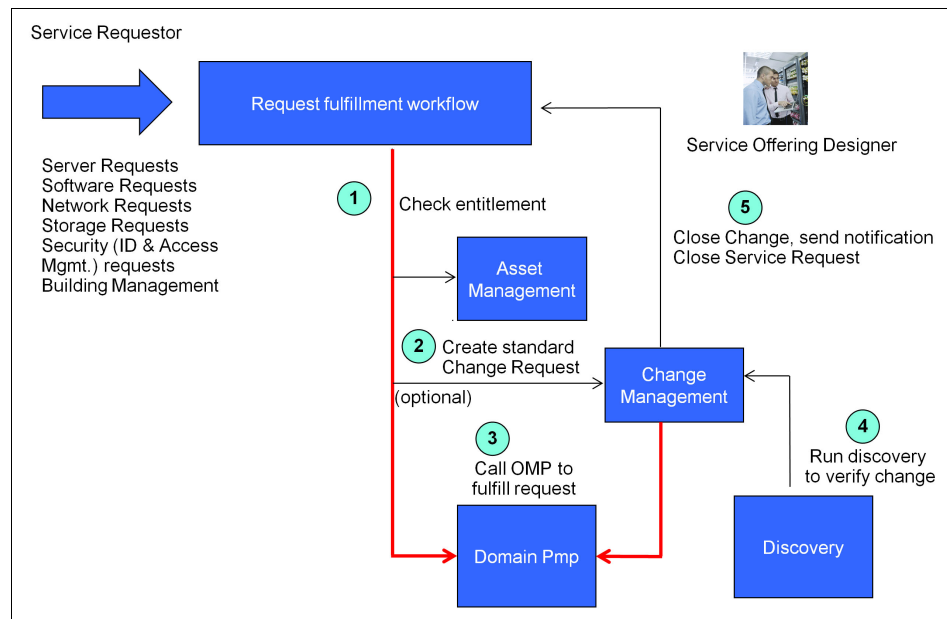 Service Requestor
Request fulfillment workflow
Service Offering Designer
Server Requests
Software Requests
Network Requests
Storage Requests
Security (ID & Access
Mgmt.) requests
Building Management
1
Check entitlement
5
Close Change, send notification
Close Service Request
Asset
Management
2
Create standard
Change Request
(optional)
Change
Management
3
Call OMP to
fulfill request
4
Run discovery
to verify change
Domain Pmp
Discovery